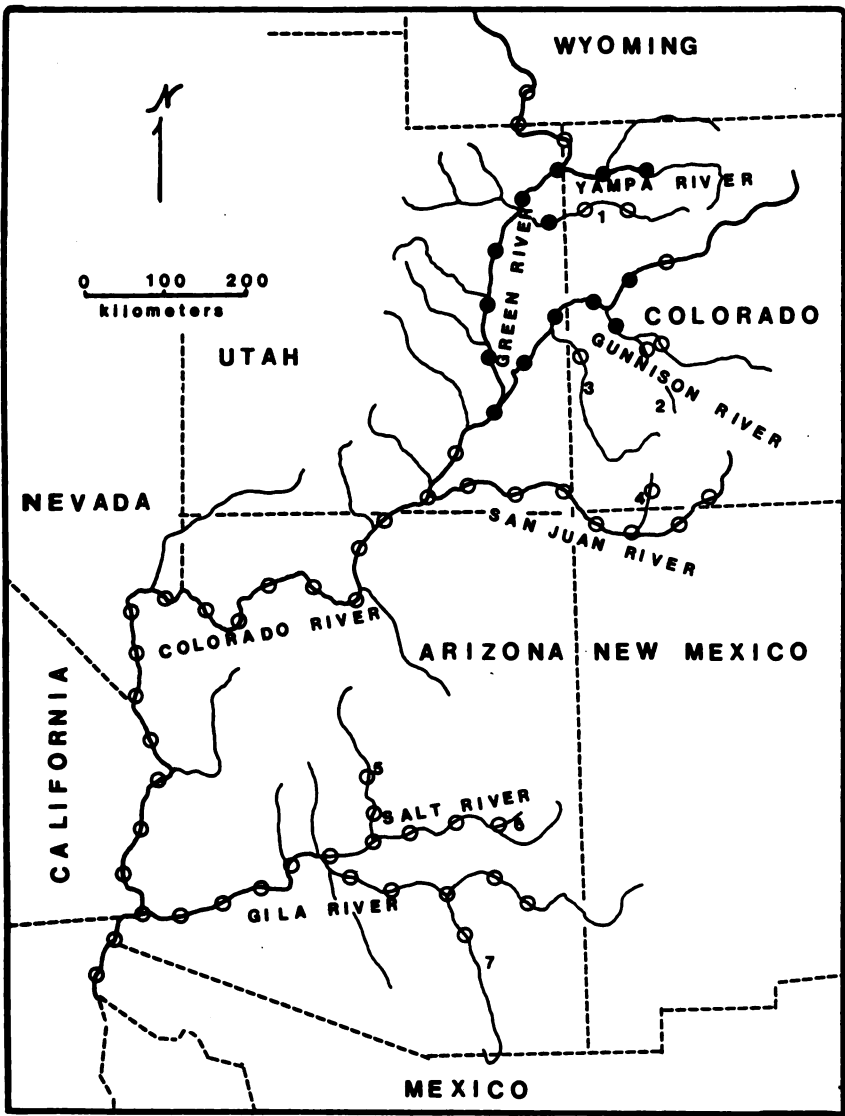 WYOMING
N
YAMPA RIVER
1
GREEN RIVER
0 100 200
kilometers
COLORADO
UTAH
GUNNISON RIVER
3
2
NEVADA
4
SAN JUAN RIVER
COLORADO RIVER
ARIZONA
NEW MEXICO
CALIFORNIA
5
SALT RIVER
6
GILA RIVER
7
MEXICO